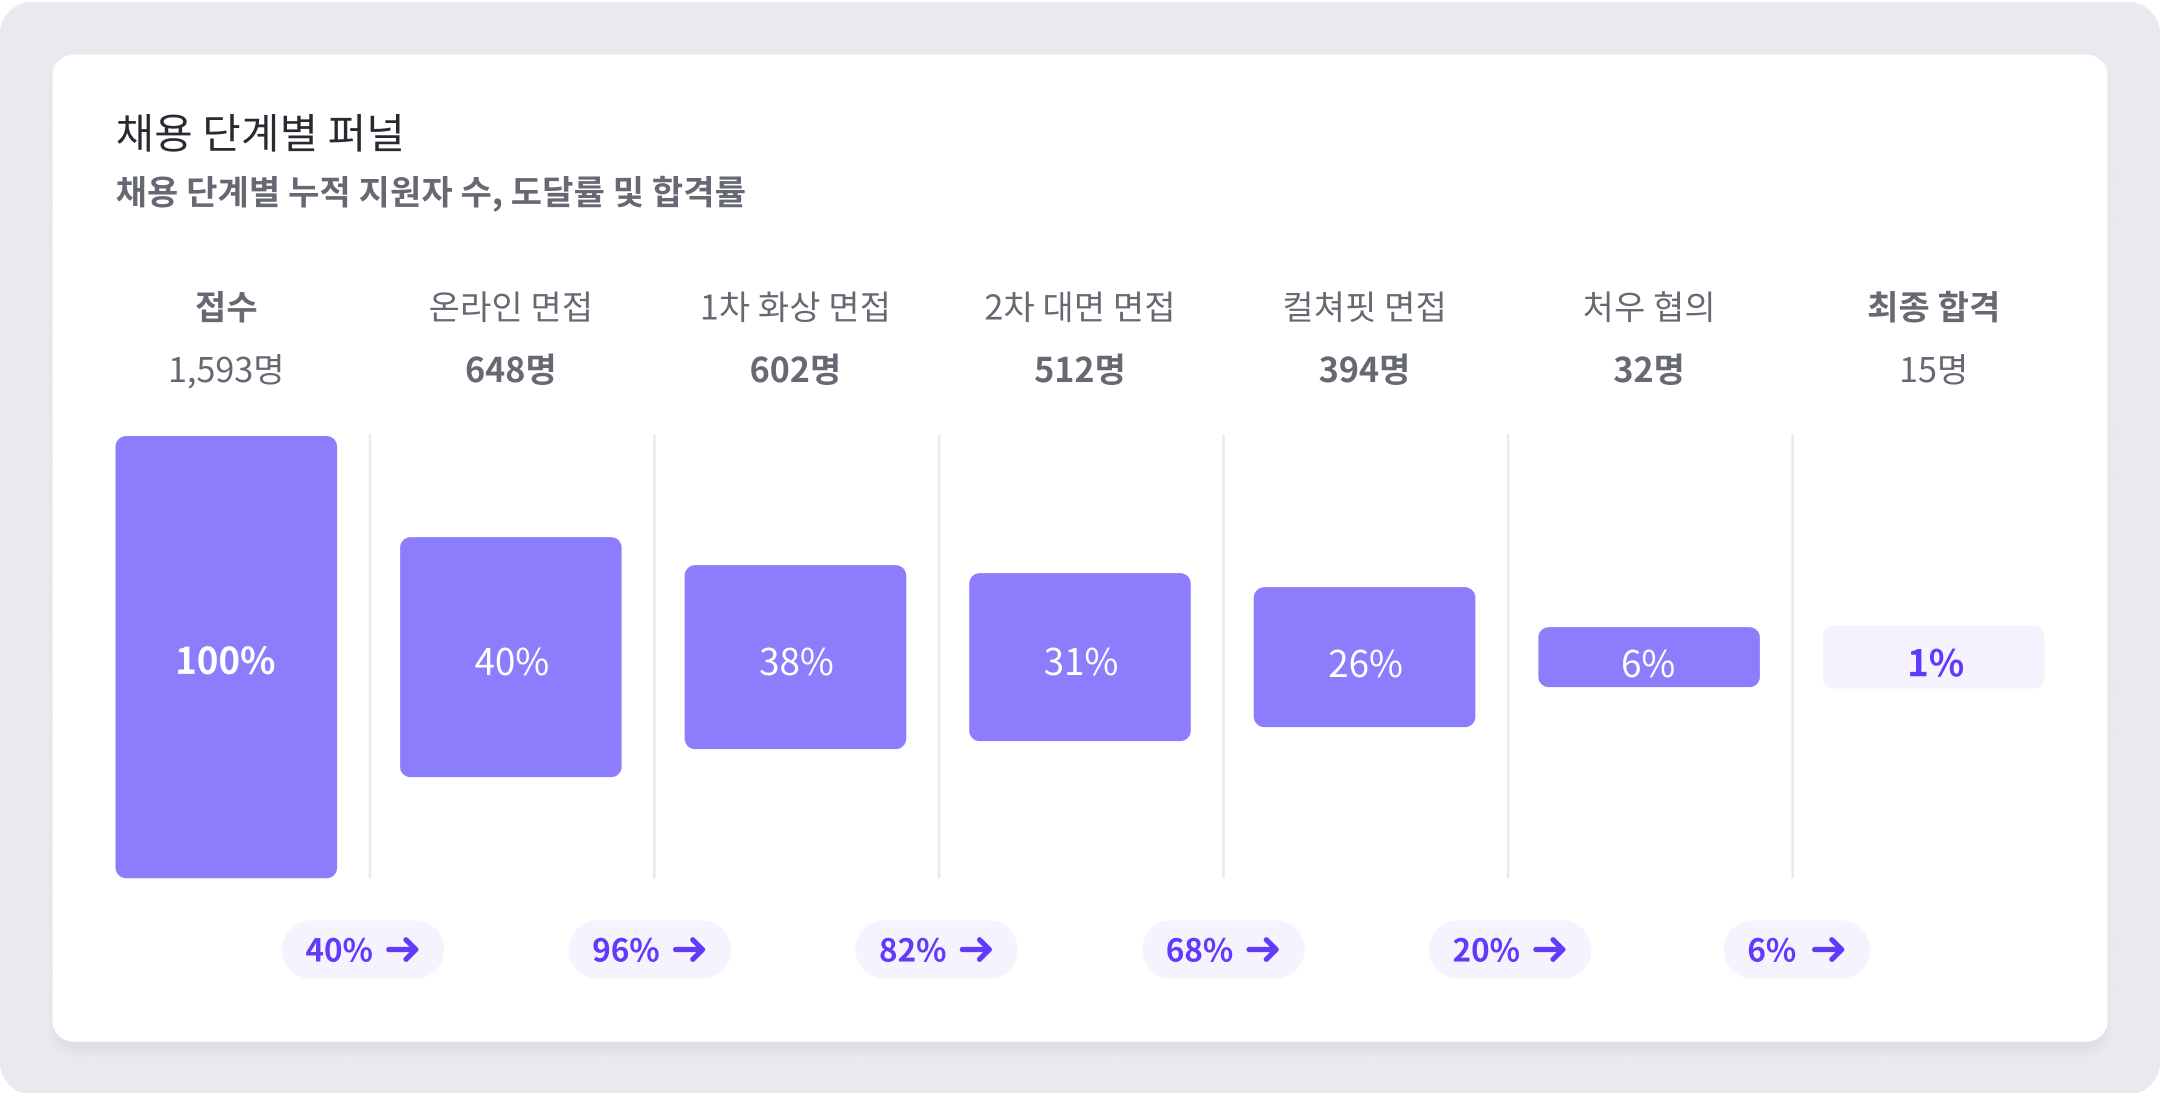 채용 단계별 퍼널
채용 단계별 누적 지원자 수, 도달률 및 합격률
접수 온라인 면접 1차 화상 면접 2차 대면 면접 컬쳐핏 면접 처우 협의 최종 합격
1,593명 648명 602명 512명 394명 32명 15명
100% 40% 38% 31% 26% 6% 1%
40% → 96% → 82% → 68% → 20% → 6% →